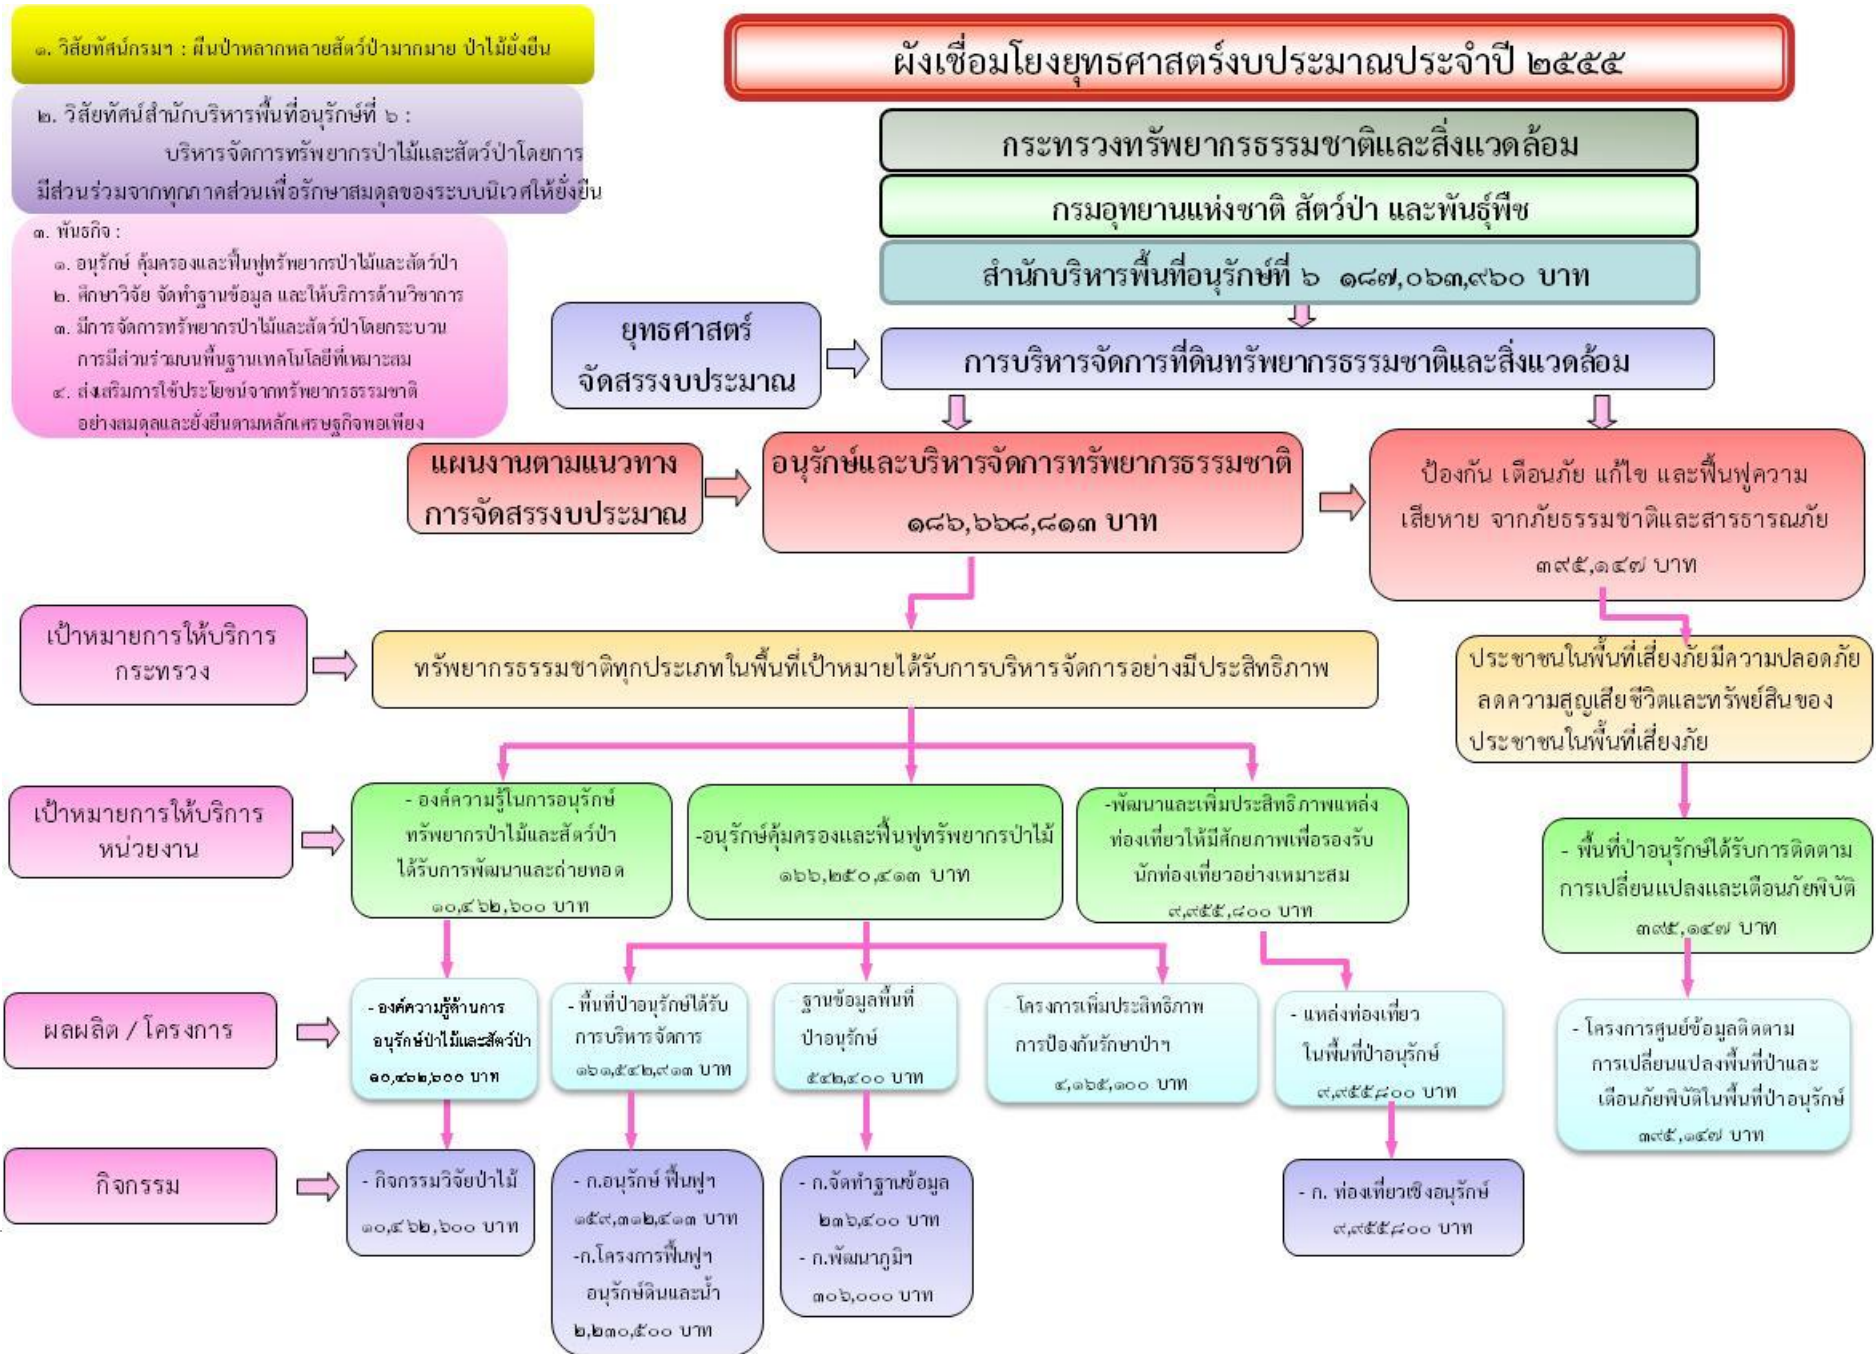 ๑. วิสัยทัศน์กรมฯ : ผืนป่าหลากหลายสัตว์ป่ามากมาย ป่าไม้ยั่งยืน
๒. วิสัยทัศน์สำนักบริหารพื้นที่อนุรักษ์ที่ ๖ :
บริหารจัดการทรัพยากรป่าไม้และสัตว์ป่าโดยการ
มีส่วนร่วมจากทุกภาคส่วนเพื่อรักษาสมดุลของระบบนิเวศให้ยั่งยืน
๓. พันธกิจ :
๑. อนุรักษ์ คุ้มครองและฟื้นฟูทรัพยากรป่าไม้และสัตว์ป่า
๒. ศึกษาวิจัย จัดทำฐานข้อมูล และให้บริการด้านวิชาการ
๓. มีการจัดการทรัพยากรป่าไม้และสัตว์ป่าโดยกระบวน
การมีส่วนร่วมบนพื้นฐานเทคโนโลยีที่เหมาะสม
๔. ส่งเสริมการใช้ประโยชน์จากทรัพยากรธรรมชาติ
อย่างสมดุลและยั่งยืนตามหลักเศรษฐกิจพอเพียง
ผังเชื่อมโยงยุทธศาสตร์งบประมาณประจำปี ๒๕๕๕
กระทรวงทรัพยากรธรรมชาติและสิ่งแวดล้อม
กรมอุทยานแห่งชาติ สัตว์ป่า และพันธุ์พืช
สำนักบริหารพื้นที่อนุรักษ์ที่ ๖ ๑๘๗,๐๖๓,๙๖๐ บาท
ยุทธศาสตร์
จัดสรรงบประมาณ
การบริหารจัดการที่ดินทรัพยากรธรรมชาติและสิ่งแวดล้อม
แผนงานตามแนวทาง
การจัดสรรงบประมาณ
อนุรักษ์และบริหารจัดการทรัพยากรธรรมชาติ
๑๘๖,๖๖๘,๘๑๓ บาท
ป้องกัน เตือนภัย แก้ไข และฟื้นฟูความ
เสียหาย จากภัยธรรมชาติและสารธารณภัย
๓๙๕,๑๔๗ บาท
เป้าหมายการให้บริการ
กระทรวง
ทรัพยากรธรรมชาติทุกประเภทในพื้นที่เป้าหมายได้รับการบริหารจัดการอย่างมีประสิทธิภาพ
ประชาชนในพื้นที่เสี่ยงภัยมีความปลอดภัย
ลดความสูญเสียชีวิตและทรัพย์สินของ
ประชาชนในพื้นที่เสี่ยงภัย
เป้าหมายการให้บริการ
หน่วยงาน
- องค์ความรู้ในการอนุรักษ์
ทรัพยากรป่าไม้และสัตว์ป่า
ได้รับการพัฒนาและถ่ายทอด
๑๐,๔๖๒,๖๐๐ บาท
-อนุรักษ์คุ้มครองและฟื้นฟูทรัพยากรป่าไม้
๑๖๖,๒๕๐,๔๑๓ บาท
-พัฒนาและเพิ่มประสิทธิภาพแหล่ง
ท่องเที่ยวให้มีศักยภาพเพื่อรองรับ
นักท่องเที่ยวอย่างเหมาะสม
๙,๙๕๕,๘๐๐ บาท
- พื้นที่ป่าอนุรักษ์ได้รับการติดตาม
การเปลี่ยนแปลงและเตือนภัยพิบัติ
๓๙๕,๑๔๗ บาท
ผลผลิต / โครงการ
- องค์ความรู้ด้านการ
อนุรักษ์ป่าไม้และสัตว์ป่า
๑๐,๔๖๒,๖๐๐ บาท
- พื้นที่ป่าอนุรักษ์ได้รับ
การบริหารจัดการ
๑๖๑,๕๔๒,๙๑๓ บาท
- ฐานข้อมูลพื้นที่
ป่าอนุรักษ์
๕๔๒,๔๐๐ บาท
- โครงการเพิ่มประสิทธิภาพ
การป้องกันรักษาป่าฯ
๔,๑๖๕,๑๐๐ บาท
- แหล่งท่องเที่ยว
ในพื้นที่ป่าอนุรักษ์
๙,๙๕๕,๘๐๐ บาท
- โครงการศูนย์ข้อมูลติดตาม
การเปลี่ยนแปลงพื้นที่ป่าและ
เตือนภัยพิบัติในพื้นที่ป่าอนุรักษ์
๓๙๕,๑๔๗ บาท
กิจกรรม
- กิจกรรมวิจัยป่าไม้
๑๐,๔๖๒,๖๐๐ บาท
- ก.อนุรักษ์ ฟื้นฟูฯ
๑๕๙,๓๑๒,๔๑๓ บาท
-ก.โครงการฟื้นฟูฯ
อนุรักษ์ดินและน้ำ
๒,๒๓๐,๕๐๐ บาท
- ก.จัดทำฐานข้อมูล
๒๓๖,๔๐๐ บาท
- ก.พัฒนาภูมิฯ
๓๐๖,๐๐๐ บาท
- ก. ท่องเที่ยวเชิงอนุรักษ์
๙,๙๕๕,๘๐๐ บาท